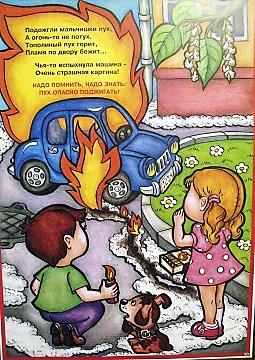 Подожгли мальчишки пух,
А огонь-то не потух.
Тополиный пух горит,
Пламя по двору бежит...
Чья-то вспыхнула машина -
Очень страшная картина!
НАДО ПОМНИТЬ, НАДО ЗНАТЬ:
ПУХ ОПАСНО ПОДЖИГАТЬ!